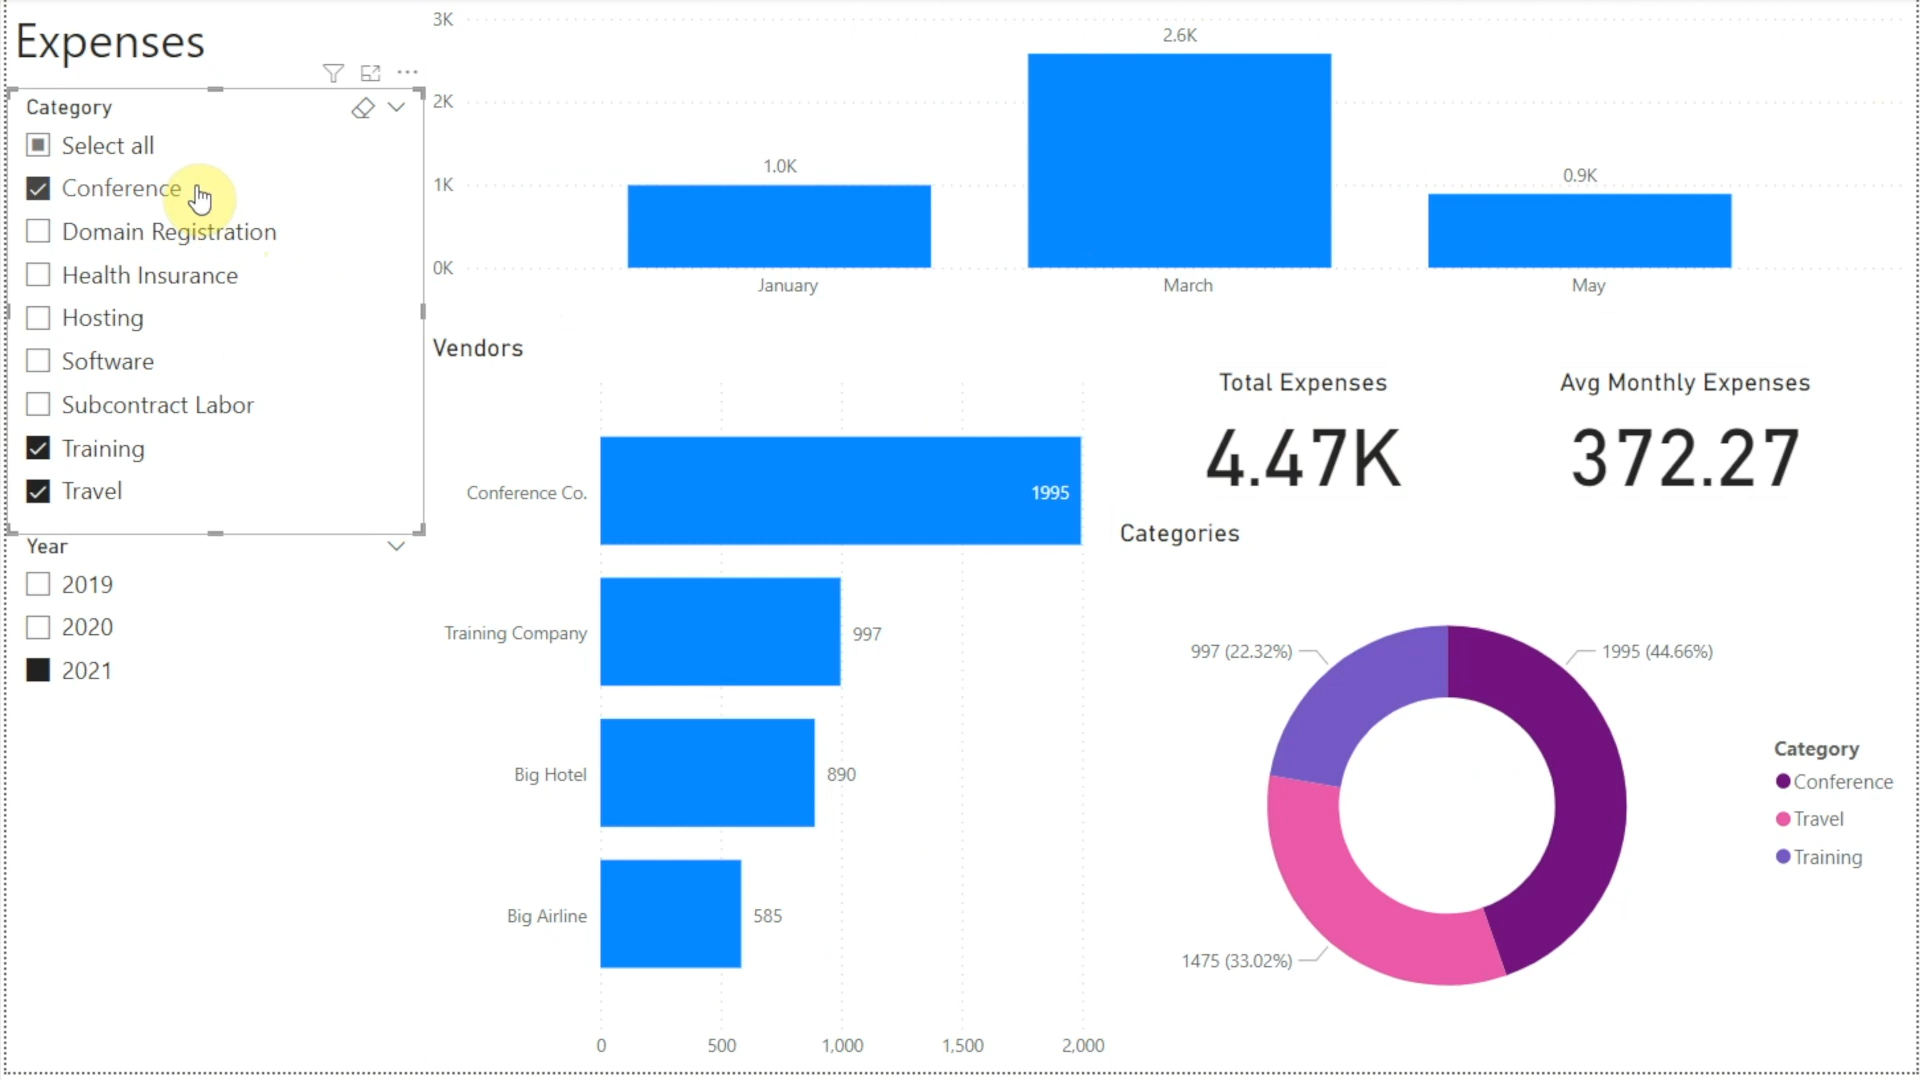 Expenses
Category
Select all
Conference
Domain Registration
Health Insurance
Hosting
Software
Subcontract Labor
Training
Travel
Year
2019
2020
2021
3K
2K
1K
0K
1.0K
2.6K
0.9K
January
March
May
Vendors
Conference Co.
1995
Training Company
997
Big Hotel
890
Big Airline
585
0
500
1,000
1,500
2,000
Total Expenses
4.47K
Avg Monthly Expenses
372.27
Categories
997 (22.32%)
1995 (44.66%)
1475 (33.02%)
Category
Conference
Travel
Training